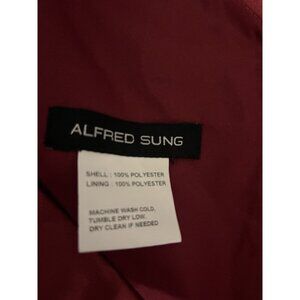 ALFRED SUNG
SHELL : 100% POLYESTER
LINING : 100% POLYESTER
MACHINE WASH COLD,
TUMBLE DRY LOW.
DRY CLEAN IF NEEDED